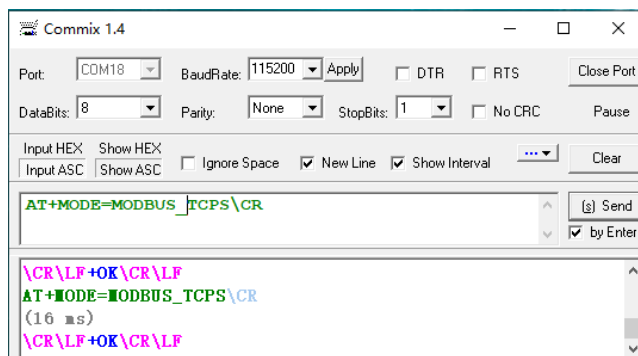 Commix 1.4
Port: COM18 BaudRate: 115200 Apply DTR RTS Close Port
DataBits: 8 Parity: None StopBits: 1 No CRC Pause
Input HEX Show HEX
Input ASC Show ASC Ignore Space New Line Show Interval ... Clear
AT+MODE=MODBUS_TCPS\CR (s) Send
by Enter
\CR\LF+OK\CR\LF
AT+MODE=MODBUS_TCPS\CR
(16 ms)
\CR\LF+OK\CR\LF